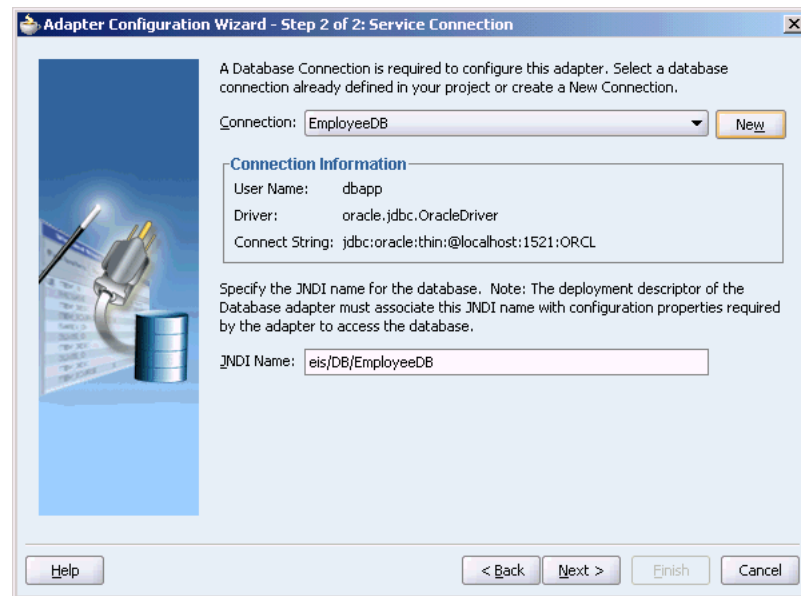 Adapter Configuration Wizard - Step 2 of 2: Service Connection
A Database Connection is required to configure this adapter. Select a database
connection already defined in your project or create a New Connection.
Connection: EmployeeDB New
Connection Information
User Name: dbapp
Driver: oracle.jdbc.OracleDriver
Connect String: jdbc:oracle:thin:@localhost:1521:ORCL
Specify the JNDI name for the database. Note: The deployment descriptor of the
Database adapter must associate this JNDI name with configuration properties required
by the adapter to access the database.
JNDI Name: eis/DB/EmployeeDB
Help < Back Next > Finish Cancel